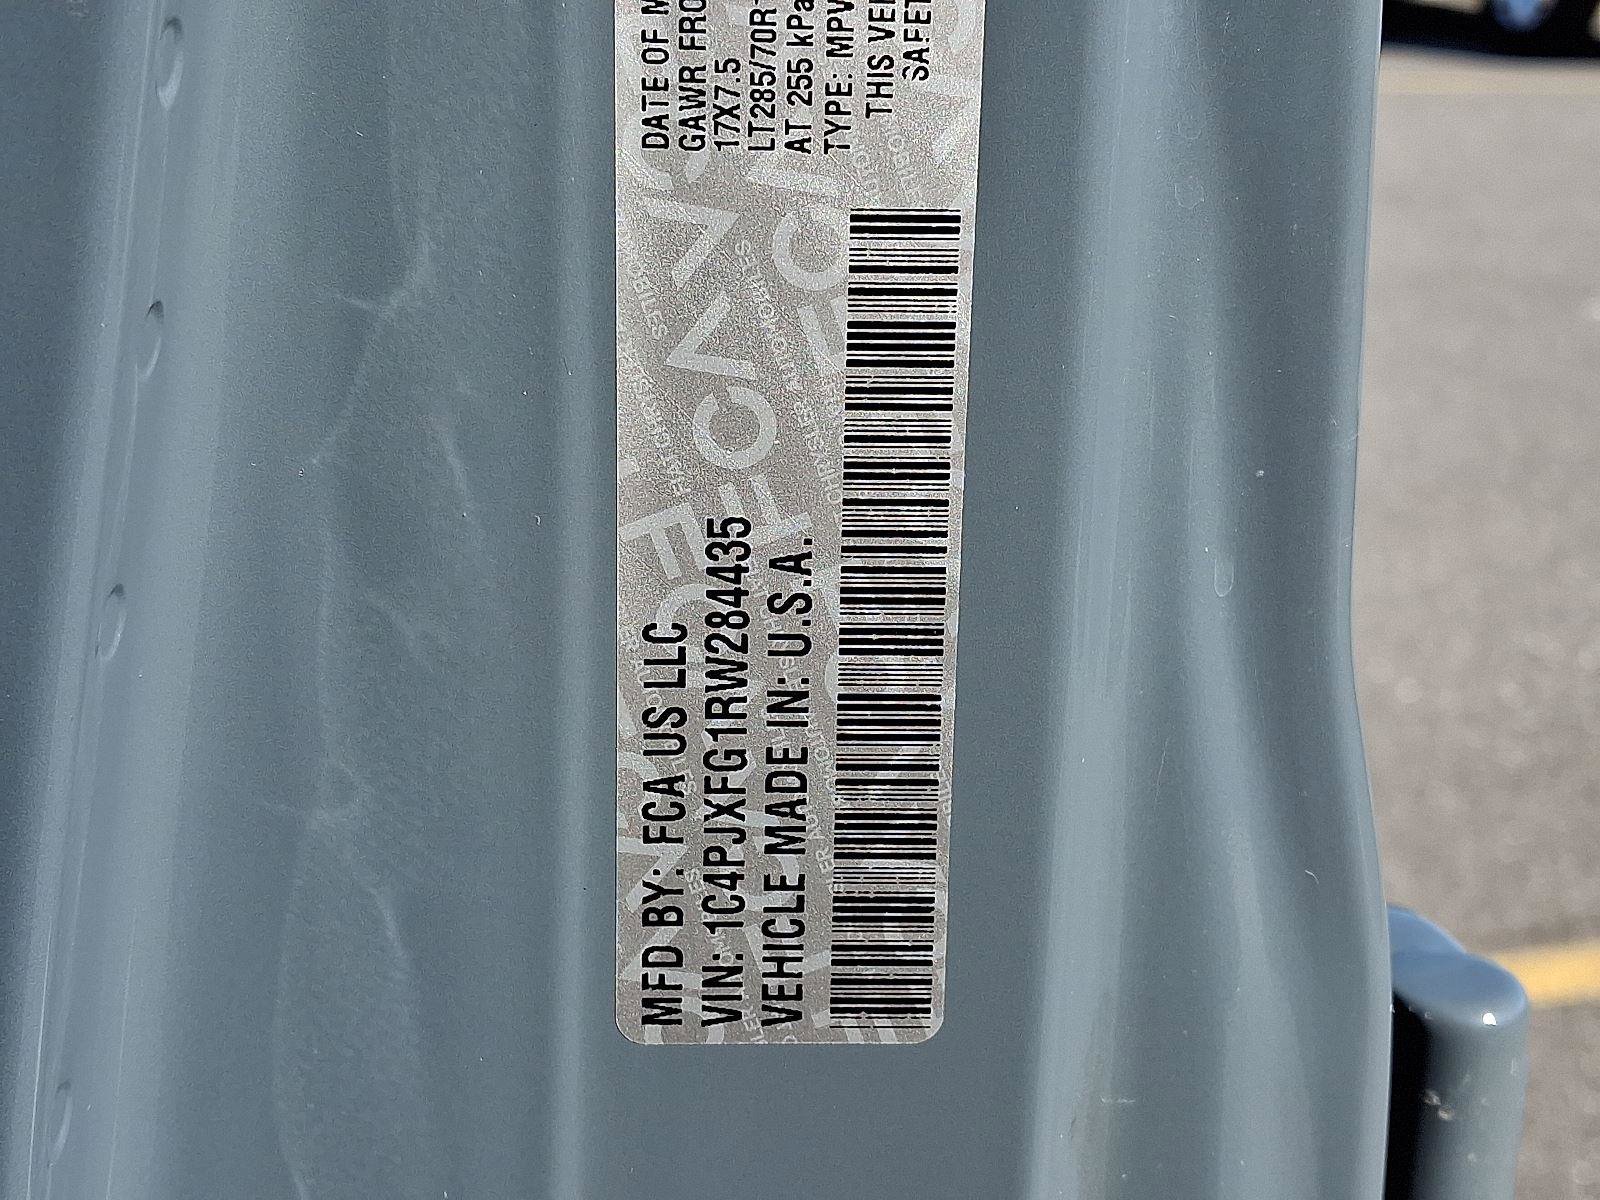 MFD BY: FCA US LLC
VIN: 1C4PJXFG1RW284435
VEHICLE MADE IN: U.S.A.
DATE OF M
GAWR FRO
17X7.5
LT285/70R
AT 255 kPa
TYPE: MPV
THIS VE
SAFET